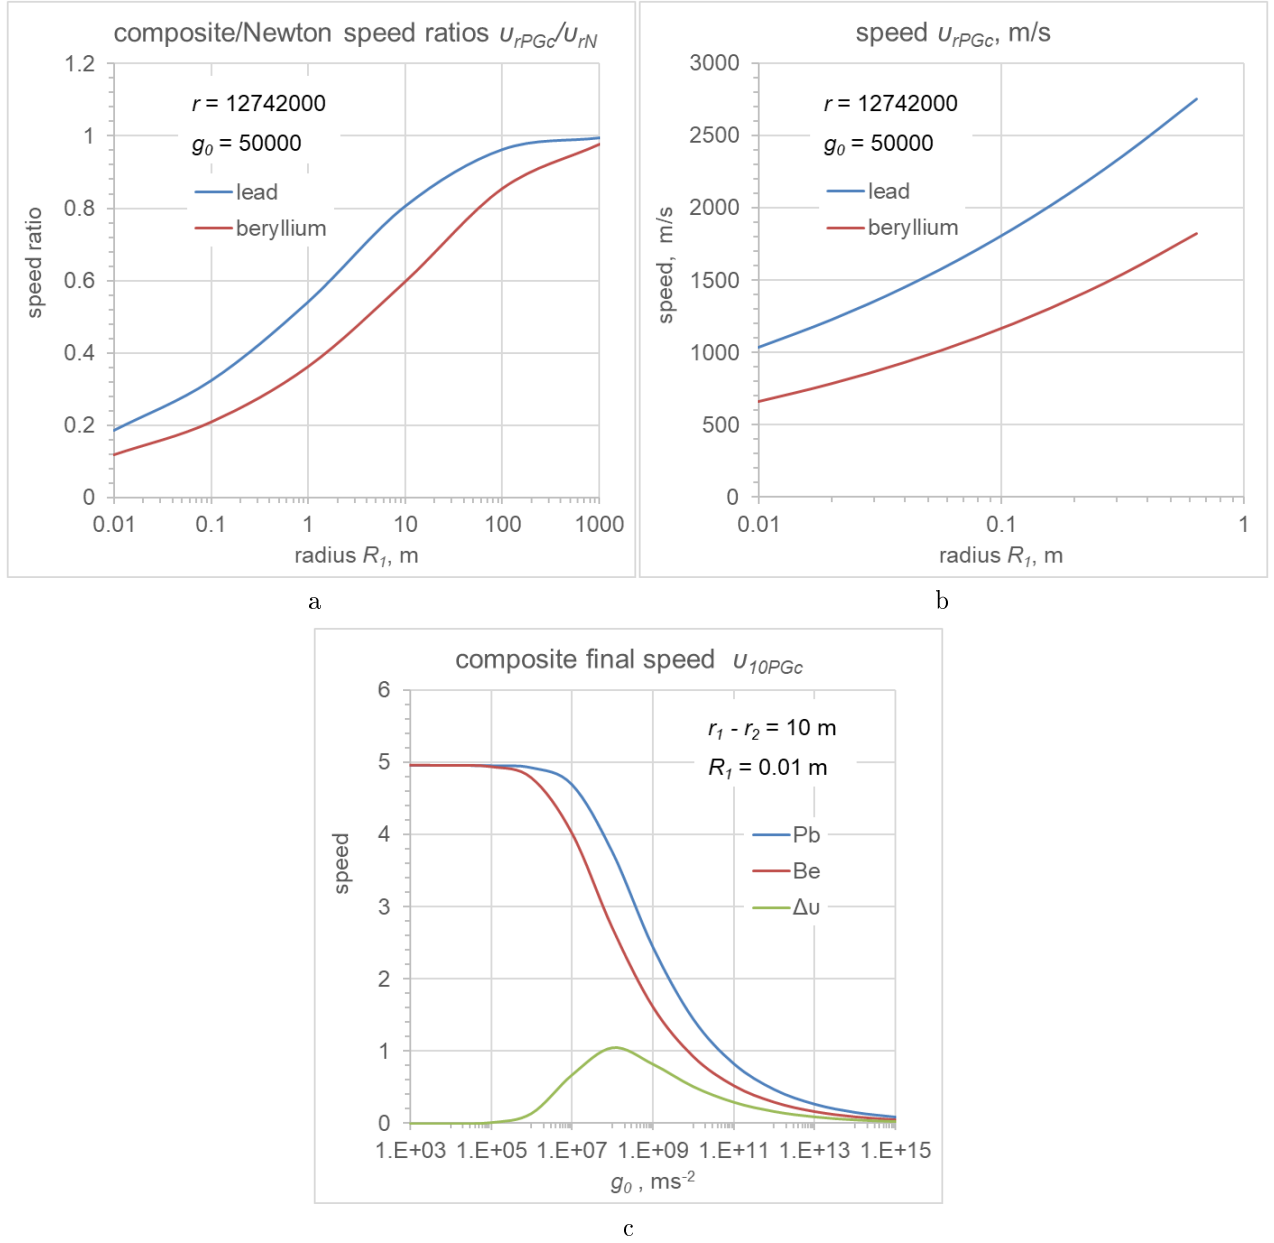 composite/Newton speed ratios υrPGc/υrN
1.2
1
0.8
0.6
0.4
0.2
0
speed ratio
r = 12742000
g0 = 50000
lead
beryllium
0.01 0.1 1 10 100 1000
radius R1, m
a
speed υrPGc, m/s
3000
2500
2000
1500
1000
500
0
speed, m/s
r = 12742000
g0 = 50000
lead
beryllium
0.01 0.1 1
radius R1, m
b
composite final speed υ10PGc
6
5
4
3
2
1
0
speed
r1 - r2 = 10 m
R1 = 0.01 m
Pb
Be
Δυ
1.E+03 1.E+05 1.E+07 1.E+09 1.E+11 1.E+13 1.E+15
g0 , ms-2
c